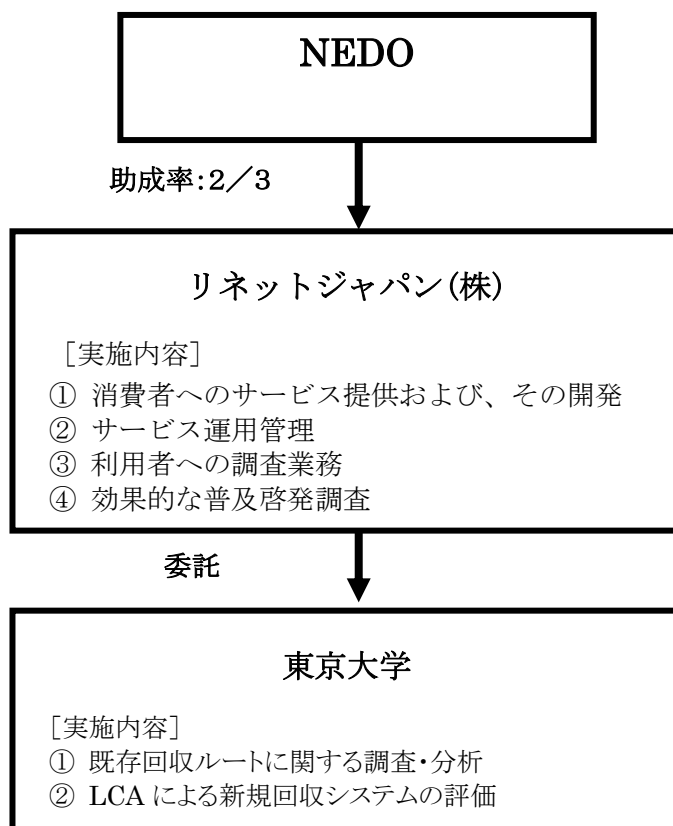 NEDO
助成率:2/3
リネットジャパン(株)
［実施内容］
① 消費者へのサービス提供および、その開発
② サービス運用管理
③ 利用者への調査業務
④ 効果的な普及啓発調査
委託
東京大学
［実施内容］
① 既存回収ルートに関する調査・分析
② LCA による新規回収システムの評価